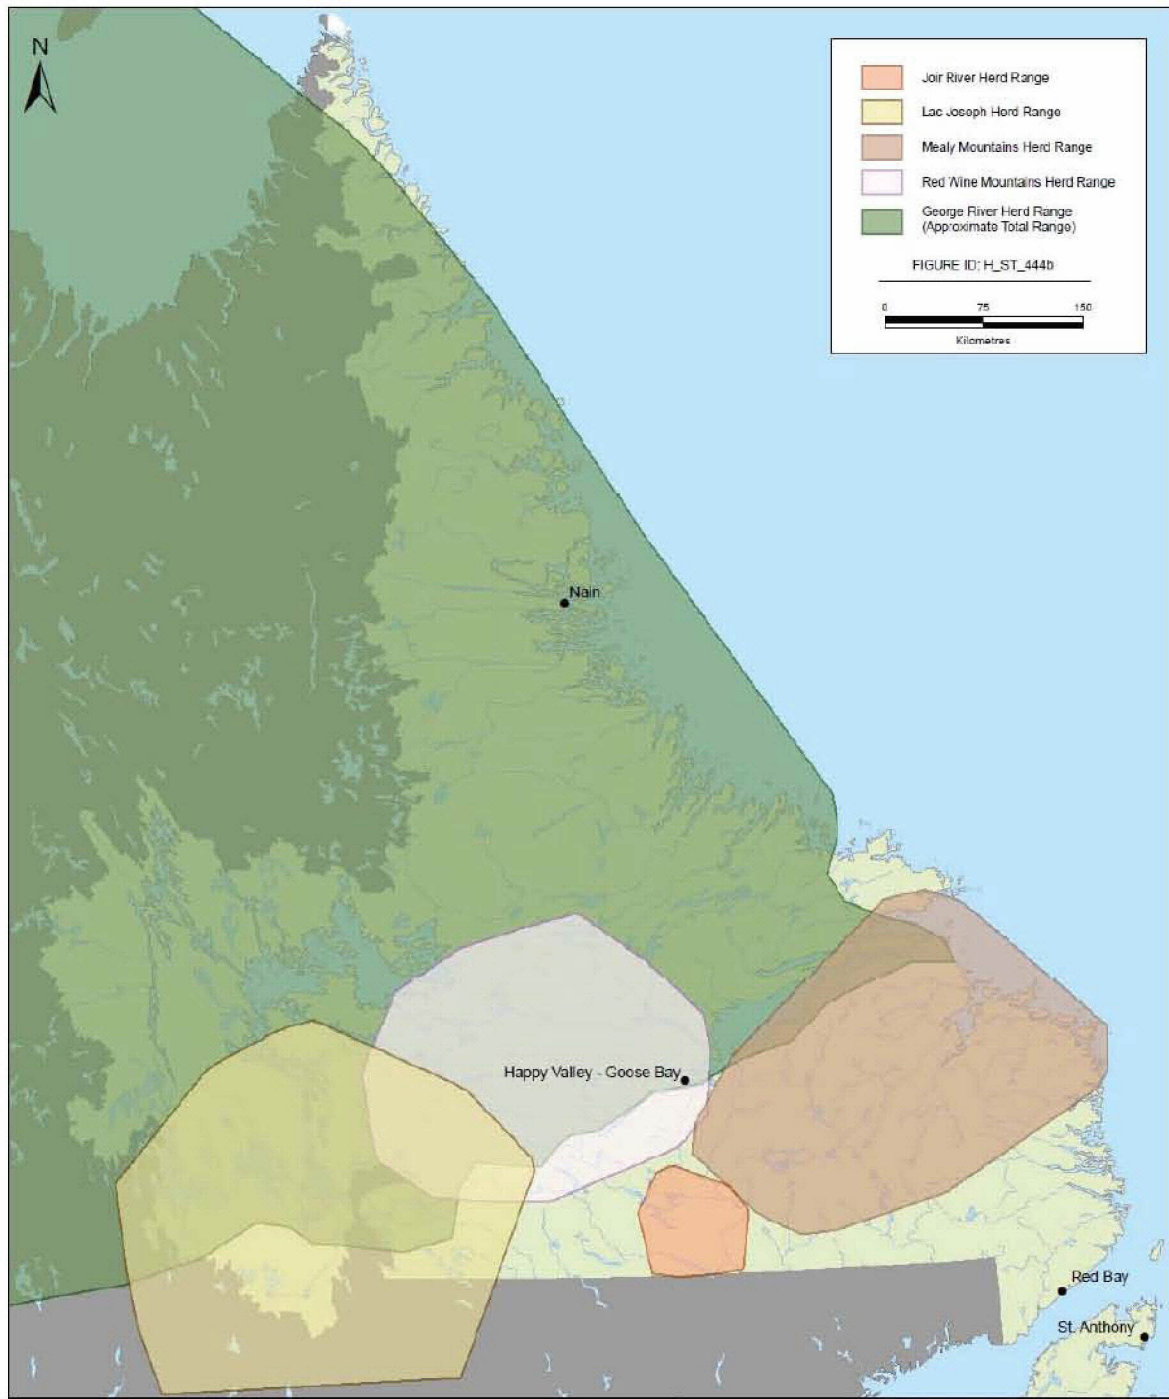 N
Joir River Herd Range
Lac Joseph Herd Range
Mealy Mountains Herd Range
Red Wine Mountains Herd Range
George River Herd Range
(Approximate Total Range)
FIGURE ID: H_ST_444b
0 75 150
Kilometres
Nain
Happy Valley - Goose Bay
Red Bay
St. Anthony